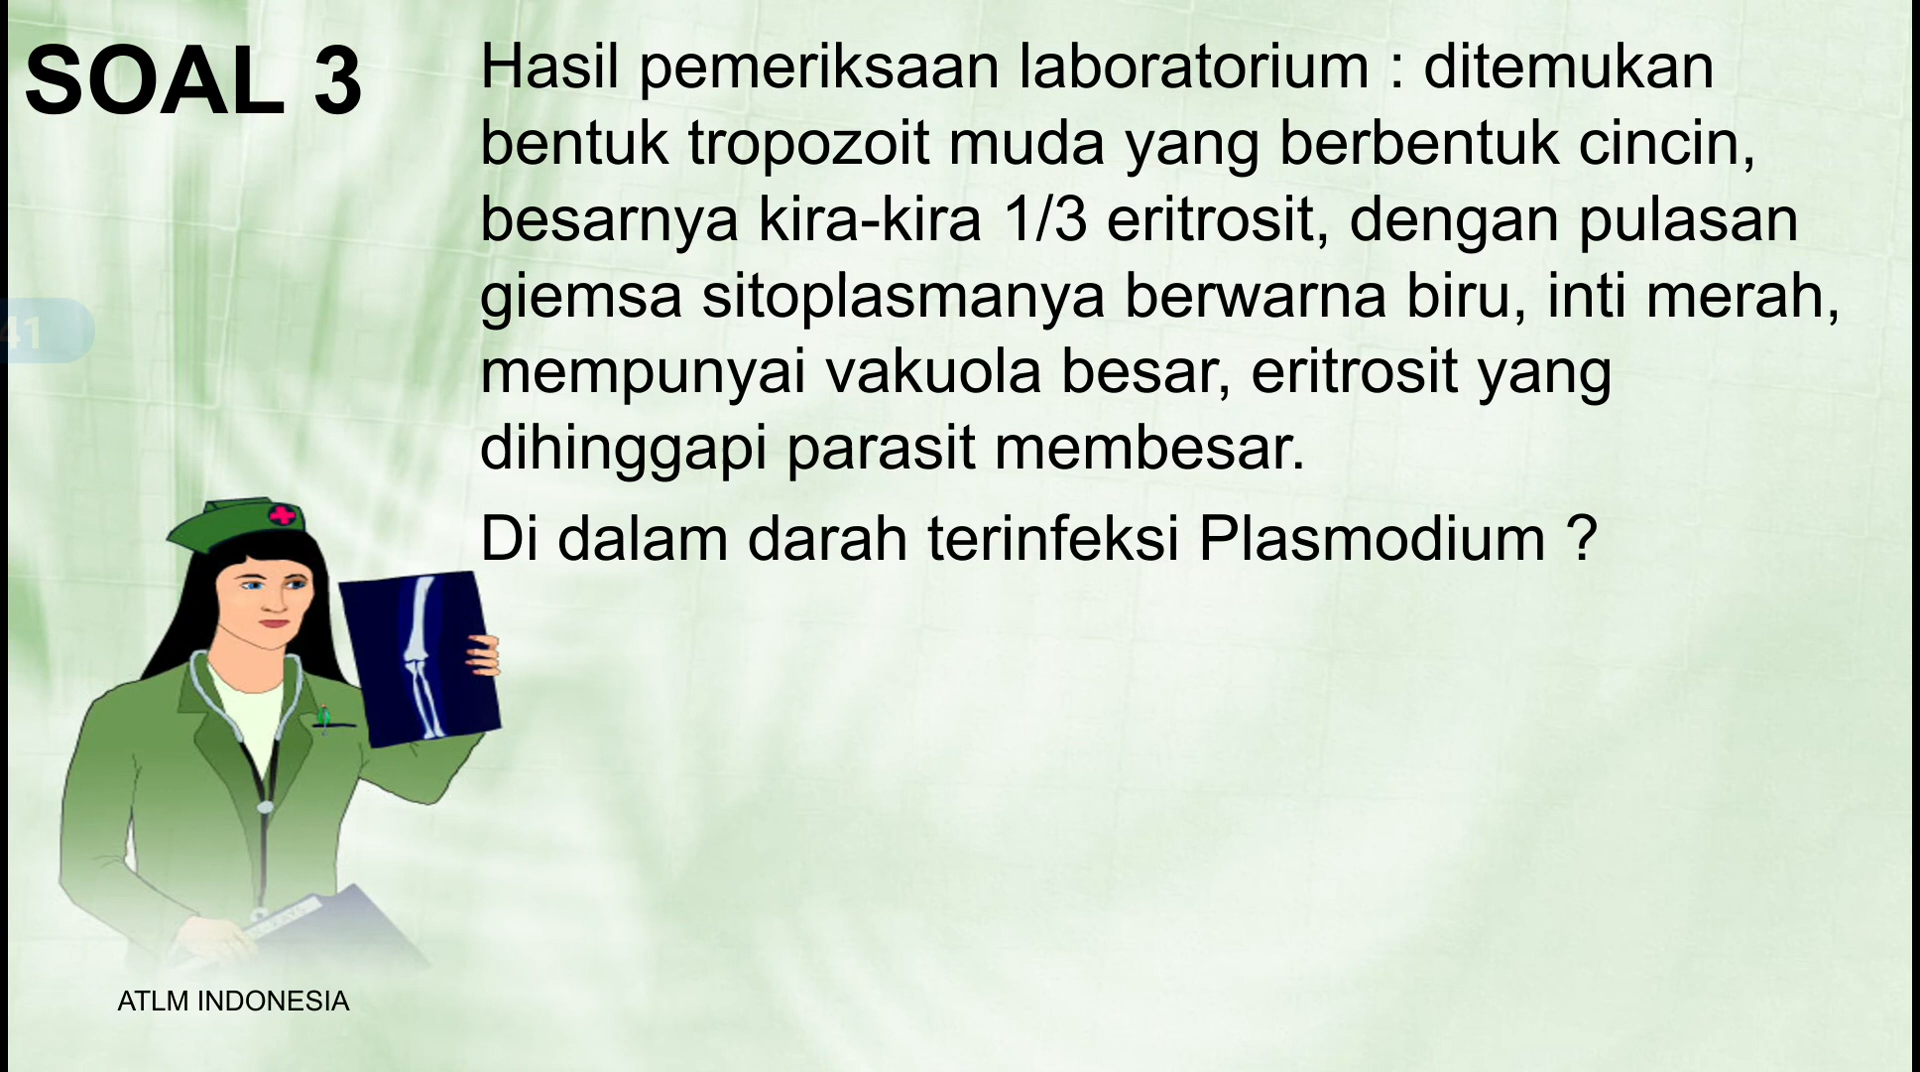 SOAL 3
Hasil pemeriksaan laboratorium : ditemukan
bentuk tropozoit muda yang berbentuk cincin,
besarnya kira-kira 1/3 eritrosit, dengan pulasan
giemsa sitoplasmanya berwarna biru, inti merah,
mempunyai vakuola besar, eritrosit yang
dihinggapi parasit membesar.
Di dalam darah terinfeksi Plasmodium ?
41
ATLM INDONESIA